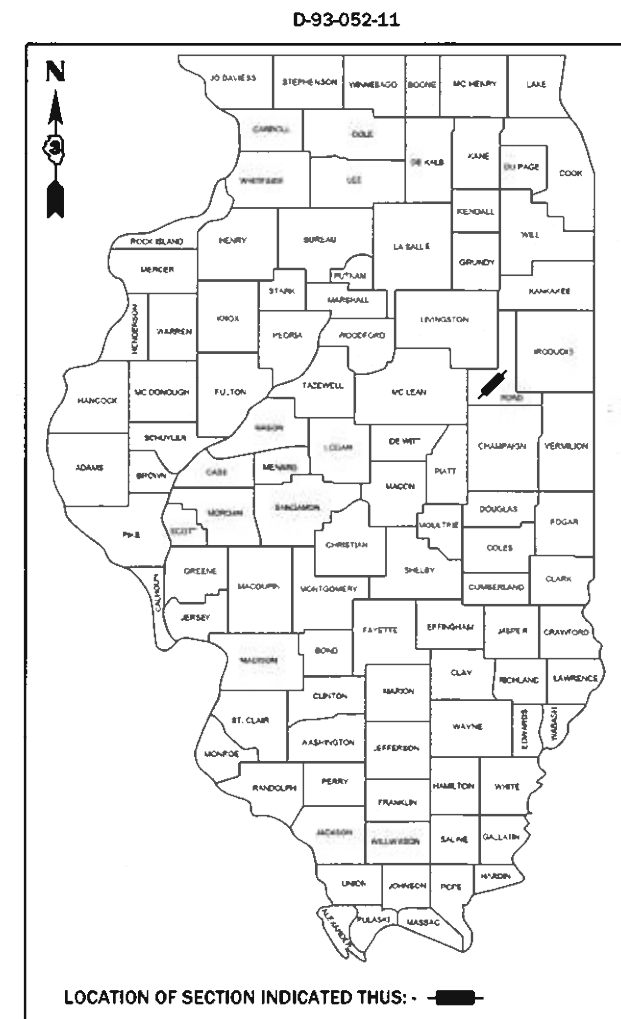 D-93-052-11
N
3
JO DAVIESS STEPHENSON WINNEBAGO BOONE MC HENRY LAKE
CARROLL OGLE DE KALB KANE DU PAGE COOK
WHITESIDE LEE KENDALL
ROCK ISLAND HENRY BUREAU LA SALLE GRUNDY WILL
MERCER PUTNAM KANKAKEE
HENDERSON WARREN KNOX STARK MARSHALL LIVINGSTON
PEORIA WOODFORD IROQUOIS
HANCOCK MC DONOUGH FULTON TAZEWELL MC LEAN FORD
SCHUYLER MASON LOGAN DE WITT CHAMPAIGN VERMILION
ADAMS BROWN CASS MENARD PIATT
MORGAN SANGAMON MACON DOUGLAS
PIKE SCOTT CHRISTIAN MOULTRIE COLES EDGAR
CALHOUN GREENE MACOUPIN MONTGOMERY SHELBY CUMBERLAND CLARK
JERSEY FAYETTE EFFINGHAM JASPER CRAWFORD
MADISON BOND
CLINTON MARION CLAY RICHLAND LAWRENCE
ST. CLAIR WASHINGTON JEFFERSON WAYNE EDWARDS WABASH
MONROE
RANDOLPH PERRY FRANKLIN HAMILTON WHITE
JACKSON WILLIAMSON SALINE GALLATIN
UNION JOHNSON POPE HARDIN
ALEXANDER PULASKI MASSAC
LOCATION OF SECTION INDICATED THUS: -